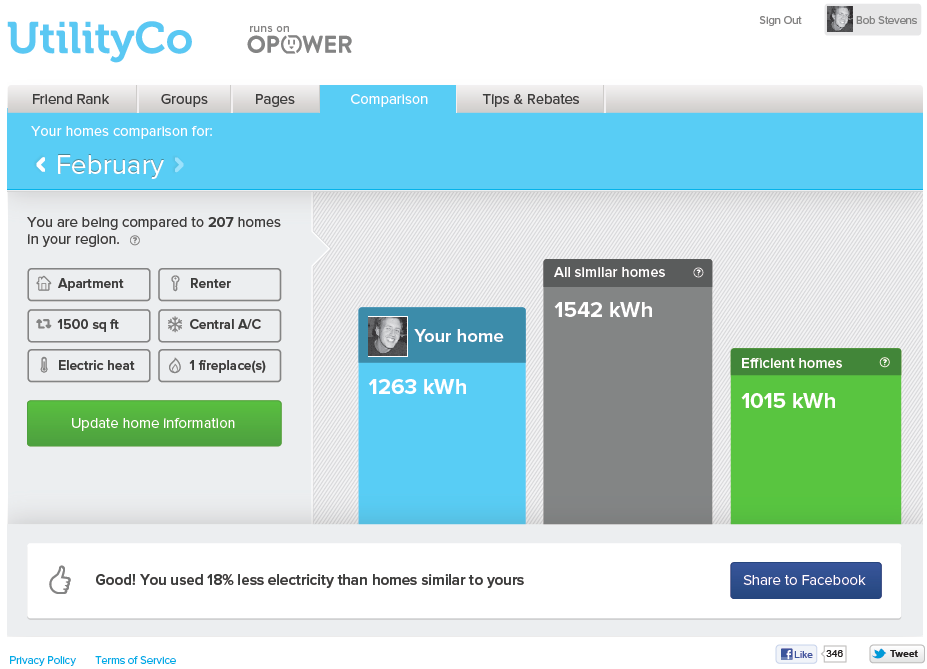 UtilityCo
runs on
OPOWER
Sign Out
Bob Stevens
Friend Rank
Groups
Pages
Comparison
Tips & Rebates
Your homes comparison for:
February
You are being compared to 207 homes
in your region. ?
Apartment
Renter
1500 sq ft
Central A/C
Electric heat
1 fireplace(s)
Update home information
Your home
1263 kWh
All similar homes ?
1542 kWh
Efficient homes ?
1015 kWh
Good! You used 18% less electricity than homes similar to yours
Share to Facebook
Privacy Policy
Terms of Service
f Like
346
Tweet